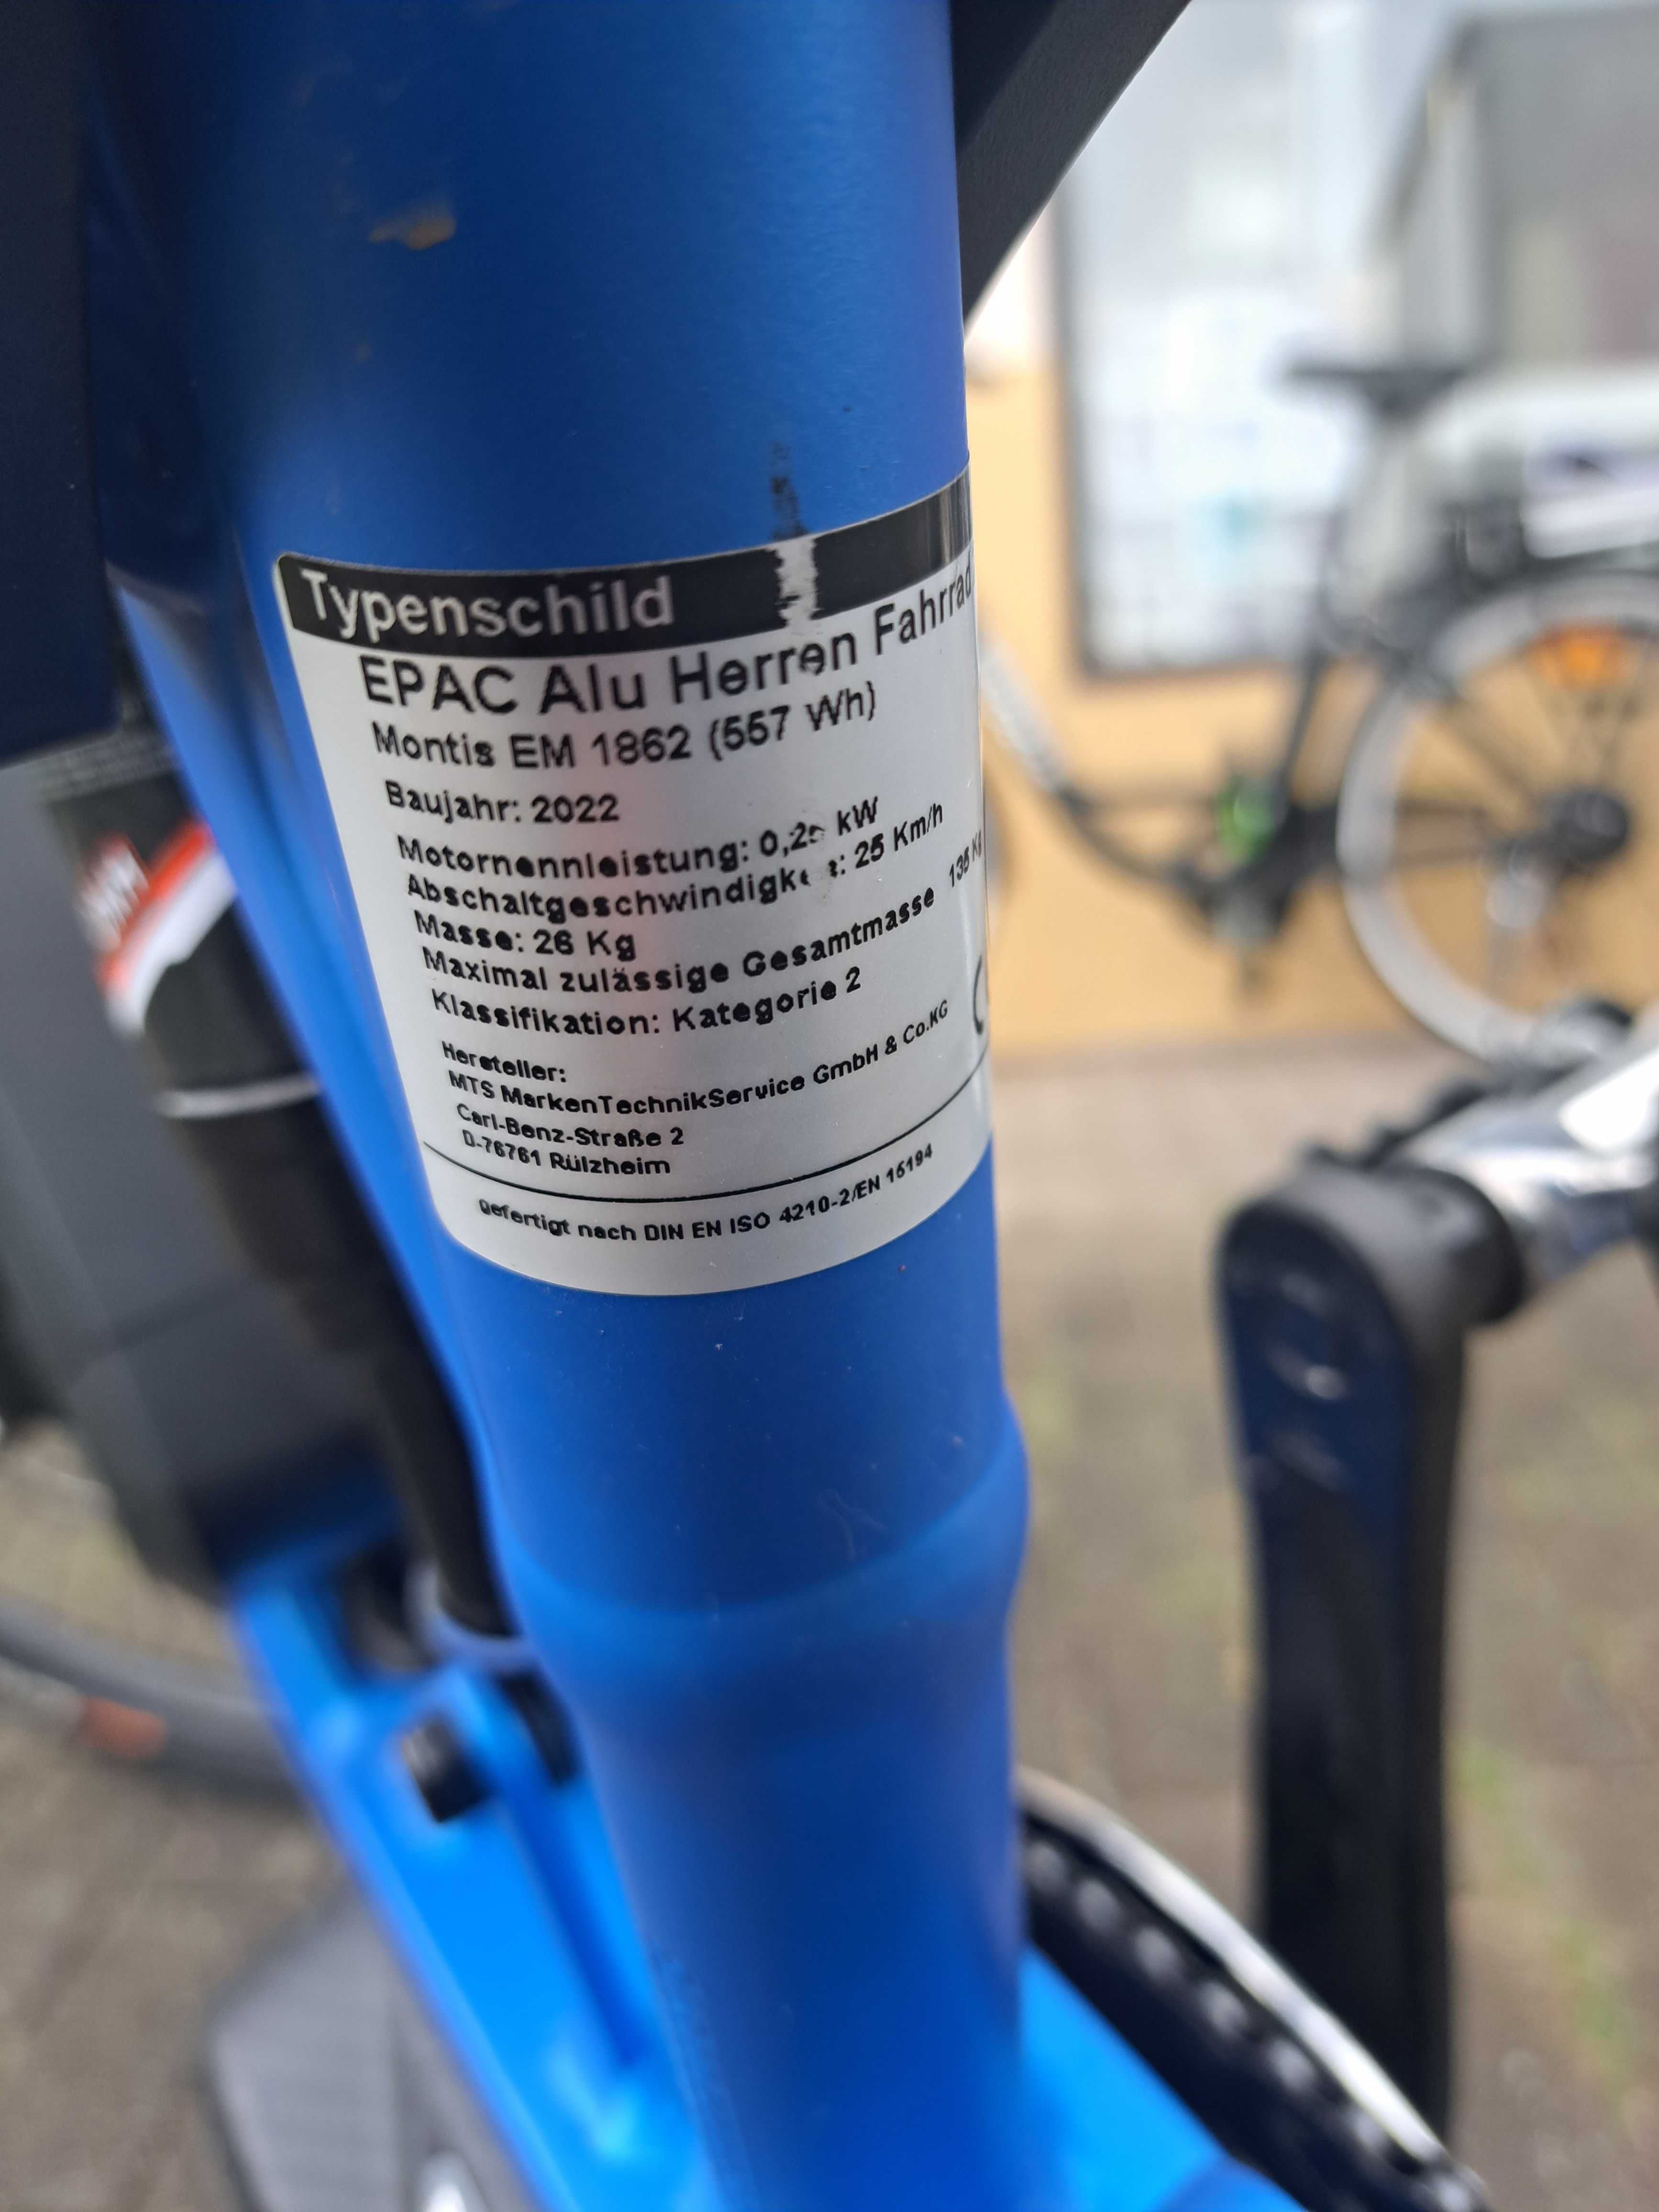 Typenschild
EPAC Alu Herren Fahrrad
Montis EM 1862 (557 Wh)
Baujahr: 2022
Motornennleistung: kW
25 Km/h
Masse: 26 Kg
Maximal zulässige Gesamtmasse 135 Kg
Klassifikation: Kategorie 2
Hersteller:
MTS MarkenTechnikService GmbH & Co.KG
Carl-Benz-Straße 2
D-76761 Rülzheim
gefertigt nach DIN EN ISO 4210-2/EN 15194